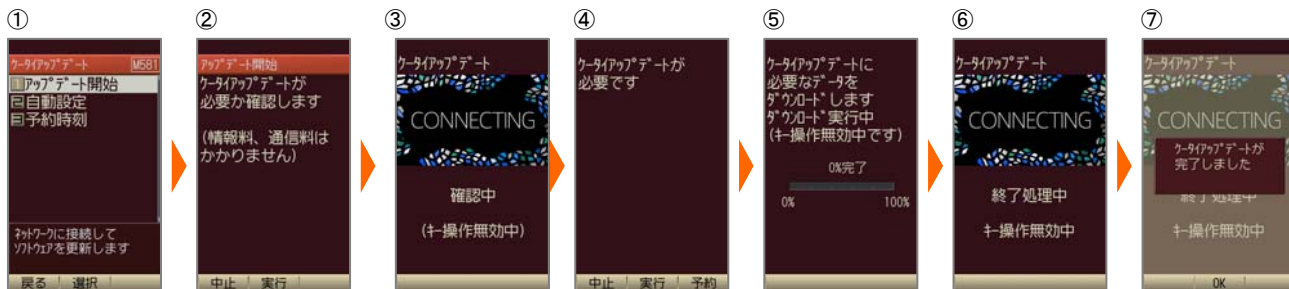 ①
ケータイアップデート M581
1アップデート開始
2自動設定
3予約時刻
ネットワークに接続して
ソフトウェアを更新します
戻る 選択
②
アップデート開始
ケータイアップデートが
必要か確認します
(情報料、通信料は
かかりません)
中止 実行
③
ケータイアップデート
CONNECTING
確認中
(キー操作無効中)
④
ケータイアップデートが
必要です
中止 実行 予約
⑤
ケータイアップデートに
必要なデータを
ダウンロードします
ダウンロード実行中
(キー操作無効中です)
0%完了
0% 100%
⑥
ケータイアップデート
CONNECTING
終了処理中
キー操作無効中
⑦
ケータイアップデート
CONNECTING
ケータイアップデートが
完了しました
終了処理中
キー操作無効中
OK